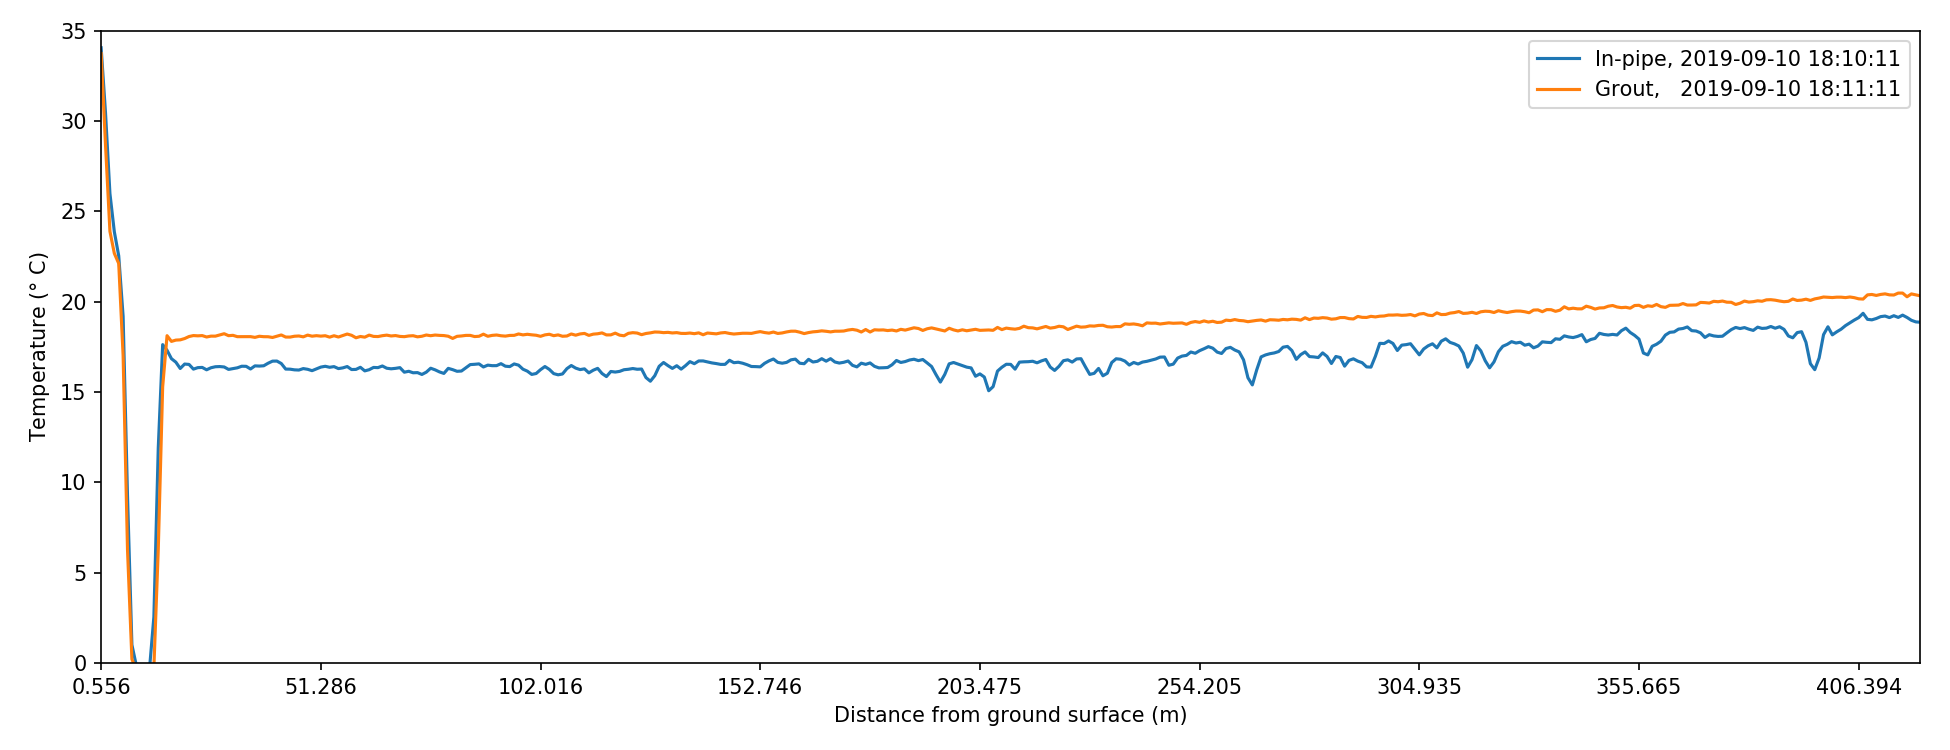 35
30
25
20
15
10
5
0
Temperature (° C)
In-pipe, 2019-09-10 18:10:11
Grout,   2019-09-10 18:11:11
0.556 51.286 102.016 152.746 203.475 254.205 304.935 355.665 406.394
Distance from ground surface (m)